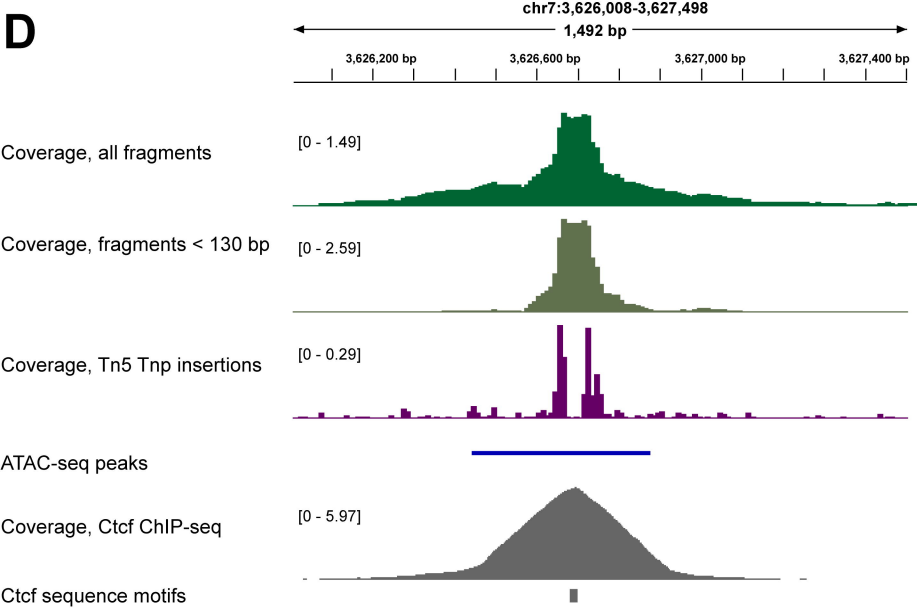 D
chr7:3,626,008-3,627,498
1,492 bp
3,626,200 bp 3,626,600 bp 3,627,000 bp 3,627,400 bp
Coverage, all fragments [0 - 1.49]
Coverage, fragments < 130 bp [0 - 2.59]
Coverage, Tn5 Tnp insertions [0 - 0.29]
ATAC-seq peaks
Coverage, Ctcf ChIP-seq [0 - 5.97]
Ctcf sequence motifs